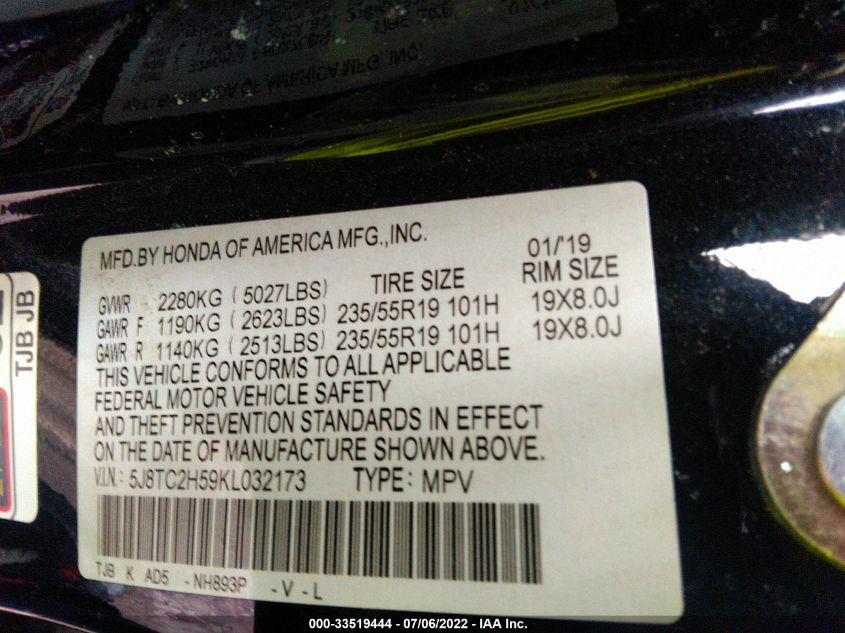 MFD.BY HONDA OF AMERICA MFG.,INC. 01/'19
TIRE SIZE RIM SIZE
GVWR 2280KG ( 5027LBS)
GAWR F 1190KG ( 2623LBS) 235/55R19 101H 19X8.0J
GAWR R 1140KG ( 2513LBS) 235/55R19 101H 19X8.0J
THIS VEHICLE CONFORMS TO ALL APPLICABLE
FEDERAL MOTOR VEHICLE SAFETY
AND THEFT PREVENTION STANDARDS IN EFFECT
ON THE DATE OF MANUFACTURE SHOWN ABOVE.
V.I.N.: 5J8TC2H59KL032173 TYPE: MPV
TJB K AD5 - NH893P - V - L
TJB JB
000-33519444 - 07/06/2022 - IAA Inc.